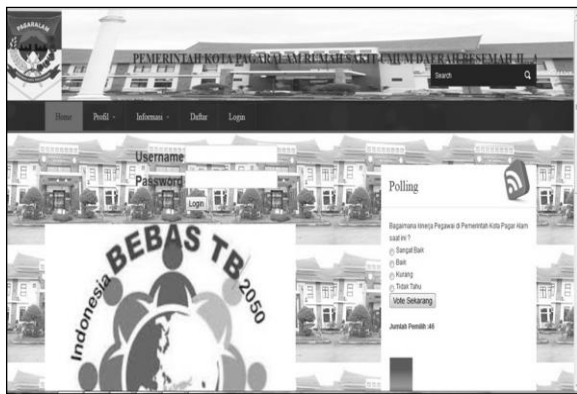 PAGARALAM
PEMERINTAH KOTA PAGARALAM RUMAH SAKIT UMUM DAERAH BESEMAH JL. A
Search
Home Profil Informasi Daftar Login
Username
Password
Login
Indonesia BEBAS TB 2050
Polling
Bagaimana kinerja Pegawai di Pemerintah Kota Pagar Alam
saat ini ?
Sangat Baik
Baik
Kurang
Tidak Tahu
Vote Sekarang
Jumlah Pemilih :46